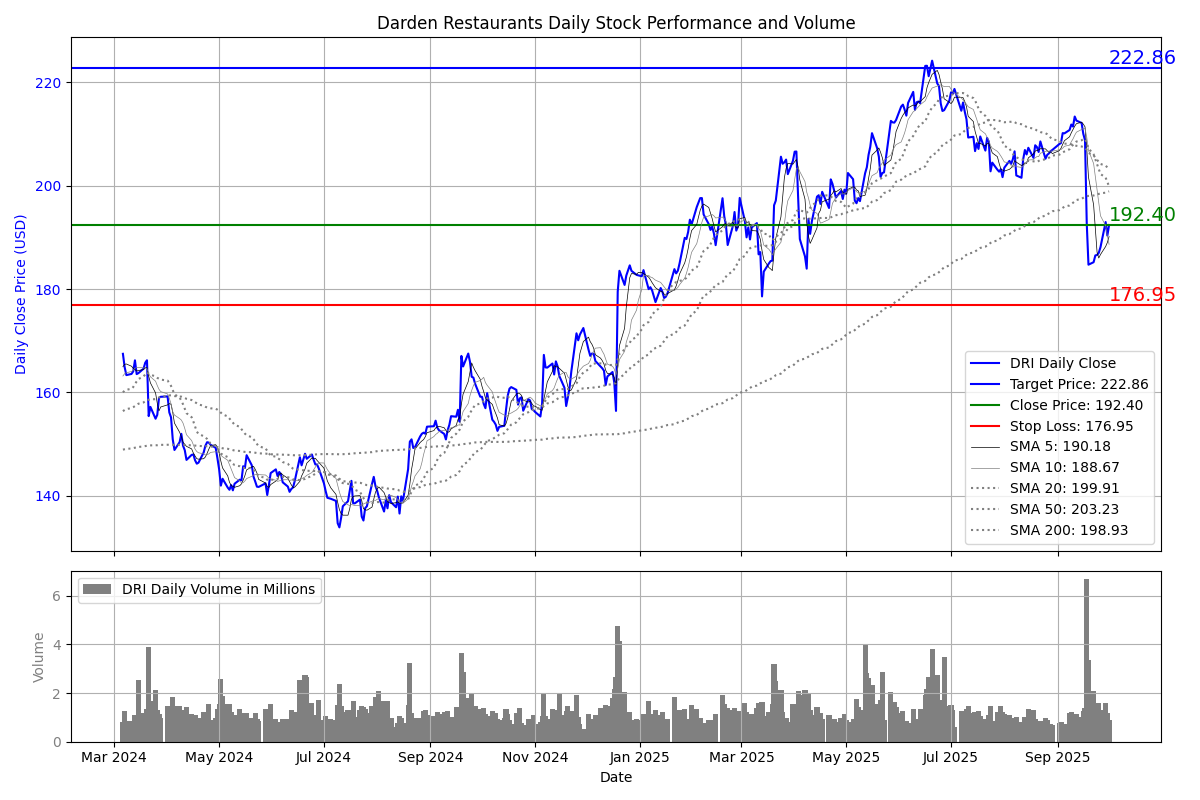 Darden Restaurants Daily Stock Performance and Volume
222.86
220
200
192.40
180
176.95
160
140
Daily Close Price (USD)
DRI Daily Close
Target Price: 222.86
Close Price: 192.40
Stop Loss: 176.95
SMA 5: 190.18
SMA 10: 188.67
SMA 20: 199.91
SMA 50: 203.23
SMA 200: 198.93
DRI Daily Volume in Millions
6
4
2
0
Volume
Mar 2024 May 2024 Jul 2024 Sep 2024 Nov 2024 Jan 2025 Mar 2025 May 2025 Jul 2025 Sep 2025
Date